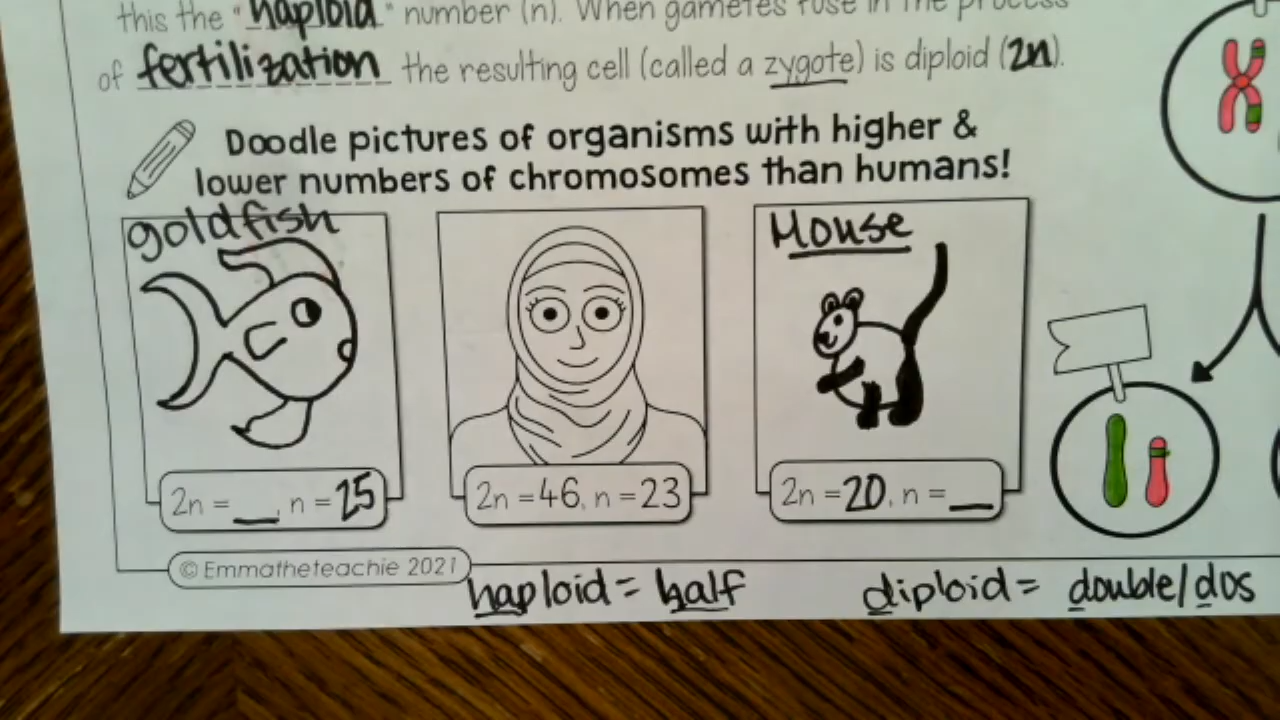 this the "haploid" number (n). When gametes fuse in the process
of fertilization the resulting cell (called a zygote) is diploid (2n).
Doodle pictures of organisms with higher &
lower numbers of chromosomes than humans!
goldfish
Mouse
2n = __, n = 25
2n = 46, n = 23
2n = 20, n = __
© Emmatheteachie 2021
haploid = half
diploid = double/dos